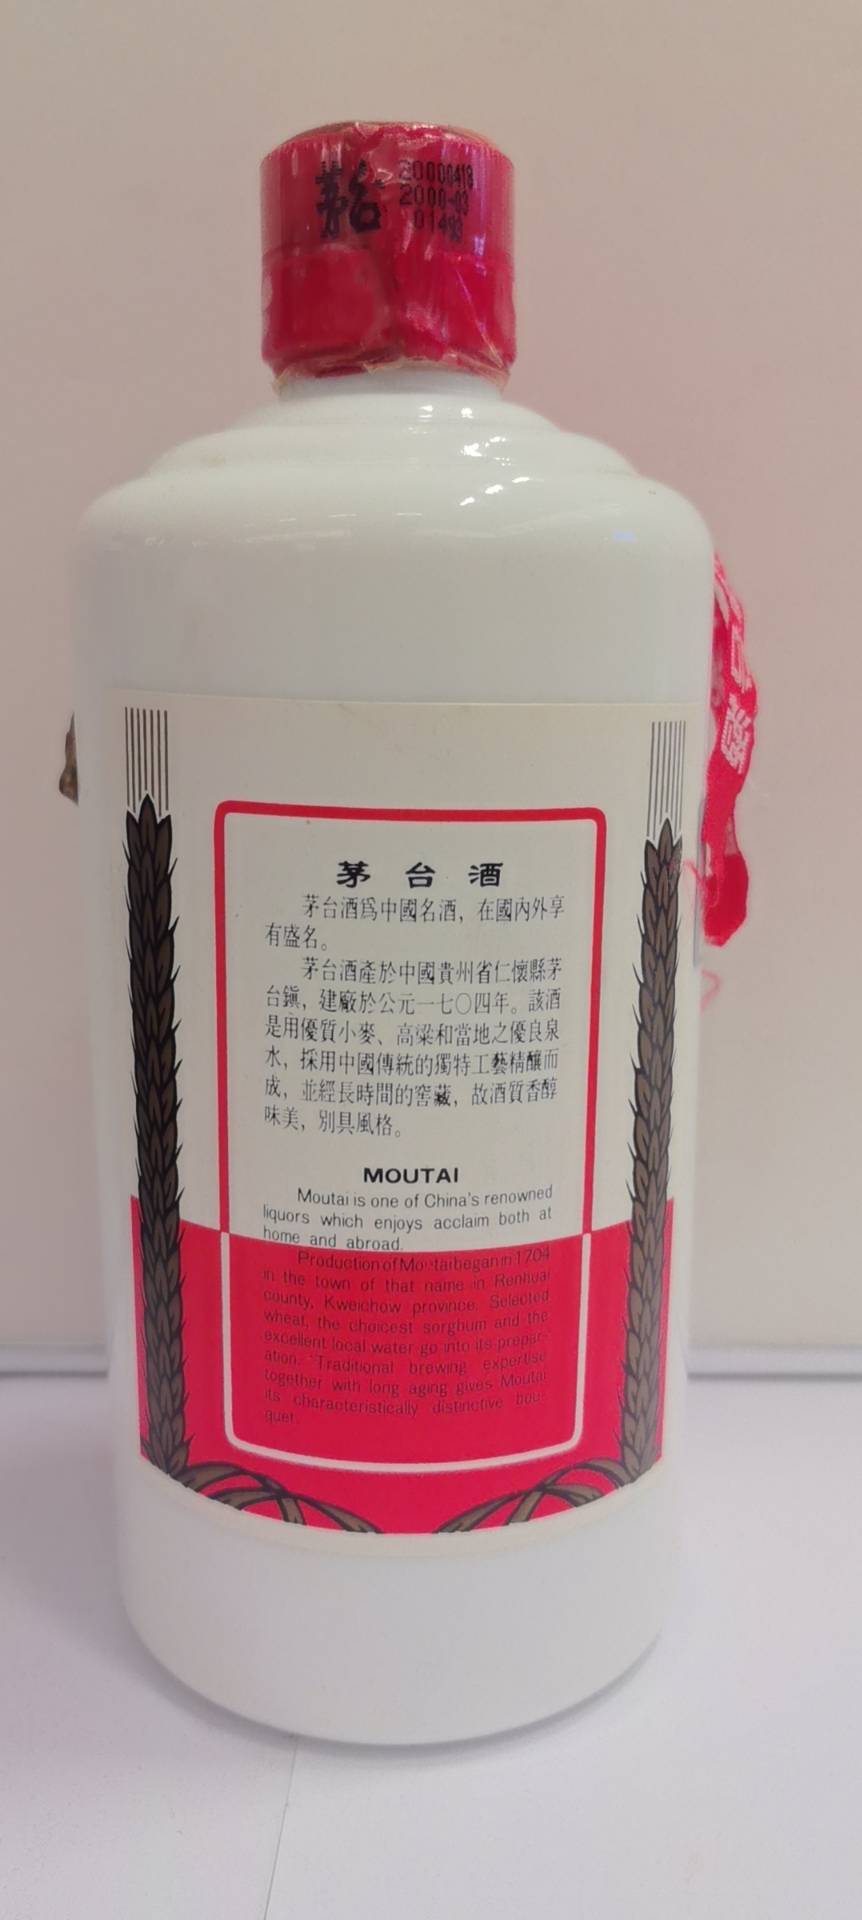 茅台
20000418
2000-03
01493
茅台酒
茅台酒爲中國名酒，在國內外享
有盛名。
茅台酒產於中國貴州省仁懷縣茅
台鎮，建廠於公元一七〇四年。該酒
是用優質小麥、高粱和當地之優良泉
水，採用中國傳統的獨特工藝精釀而
成，並經長時間的窖藏，故酒質香醇
味美，別具風格。
MOUTAI
Moutai is one of China's renowned
liquors which enjoys acclaim both at
home and abroad.
Production of Moutai began in 1704
in the town of that name in Renhuai
county, Kweichow province. Selected
wheat, the choicest sorghum and the
excellent local water go into its prepar-
ation. Traditional brewing expertise
together with long aging gives Moutai
its characteristically distinctive bou-
quet.